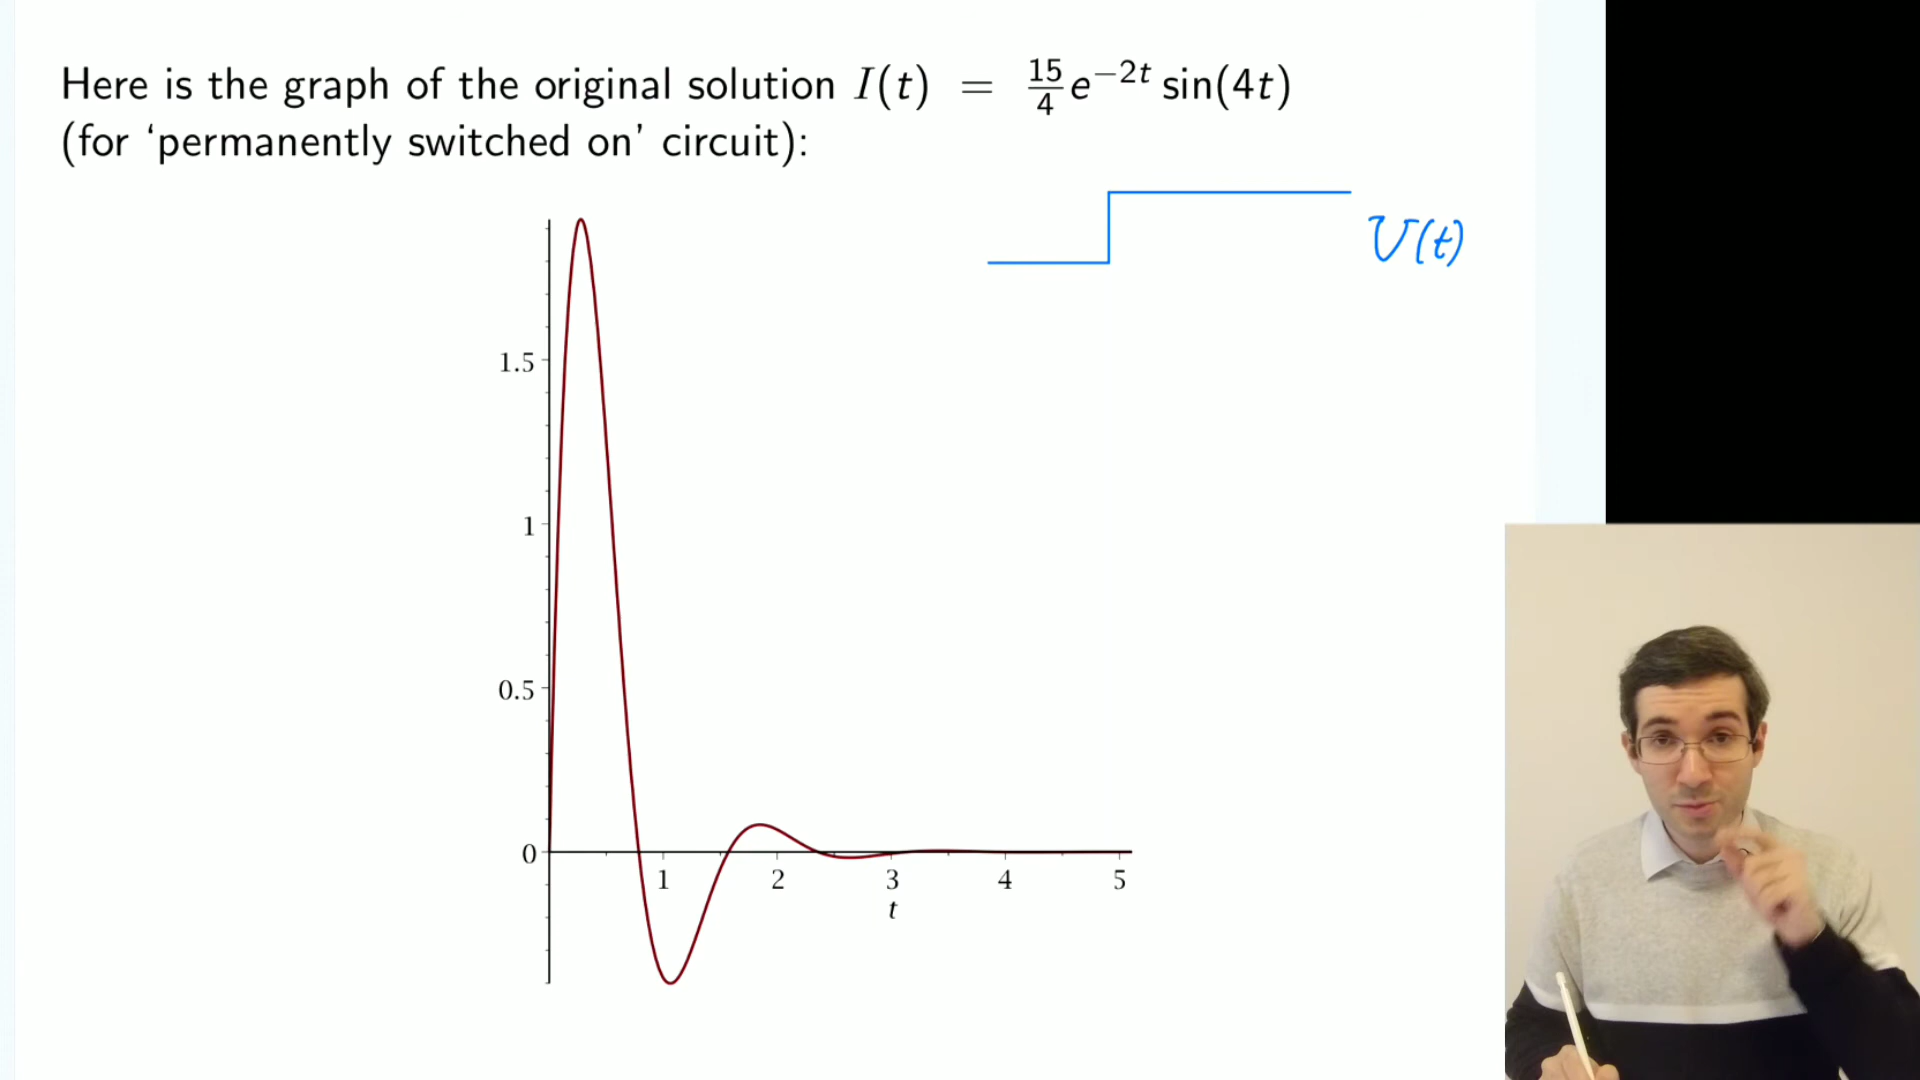 Here is the graph of the original solution I(t) = 15/4 e^{-2t} sin(4t)
(for ‘permanently switched on’ circuit):
V(t)
1.5
1
0.5
0
1 2 3 4 5
t